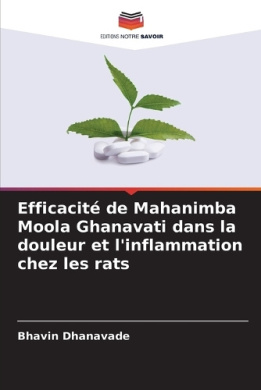 EDITIONS NOTRE SAVOIR
Efficacité de Mahanimba
Moola Ghanavati dans la
douleur et l'inflammation
chez les rats
Bhavin Dhanavade